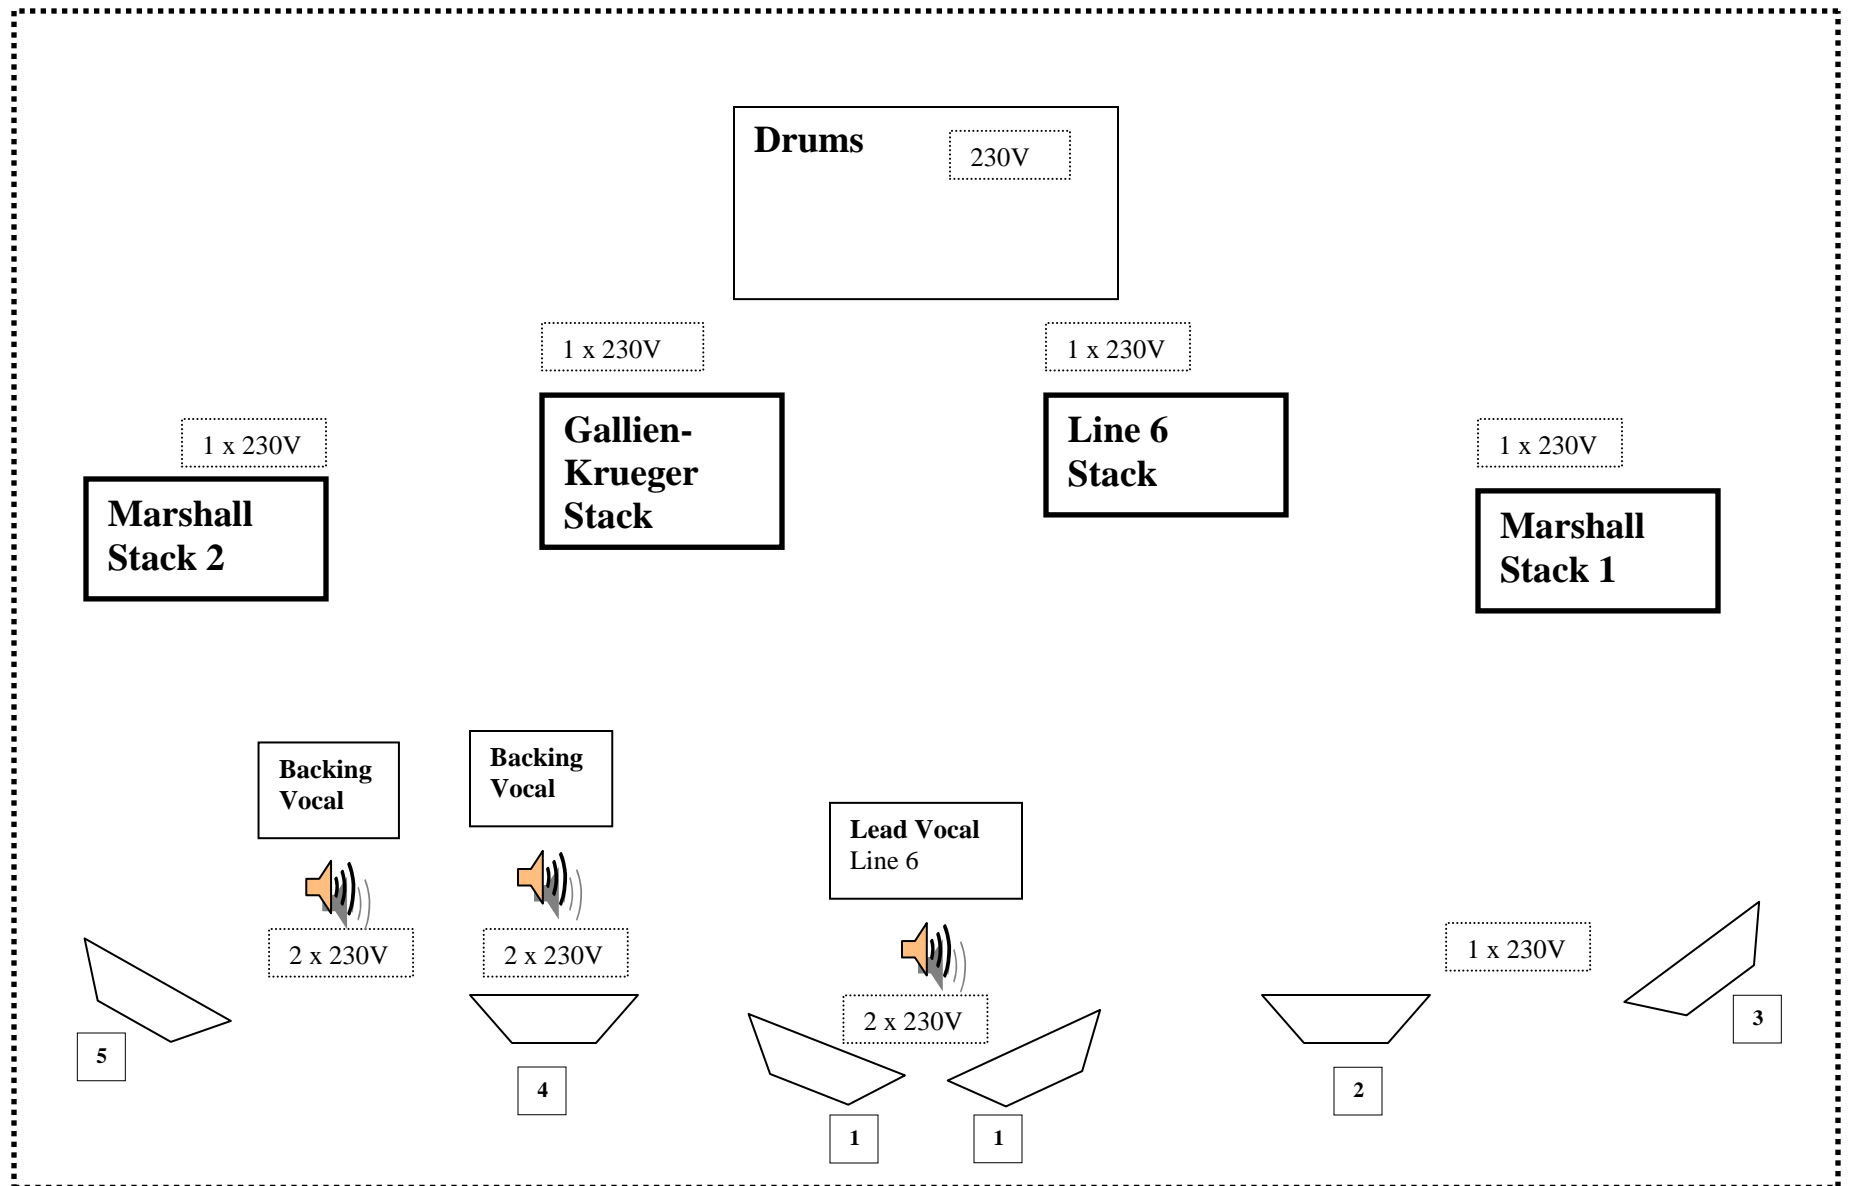 Drums
230V
1 x 230V
1 x 230V
1 x 230V
Gallien-
Krueger
Stack
Line 6
Stack
1 x 230V
Marshall
Stack 2
Marshall
Stack 1
Backing
Vocal
Backing
Vocal
Lead Vocal
Line 6
2 x 230V
2 x 230V
2 x 230V
1 x 230V
5
4
1
1
2
3